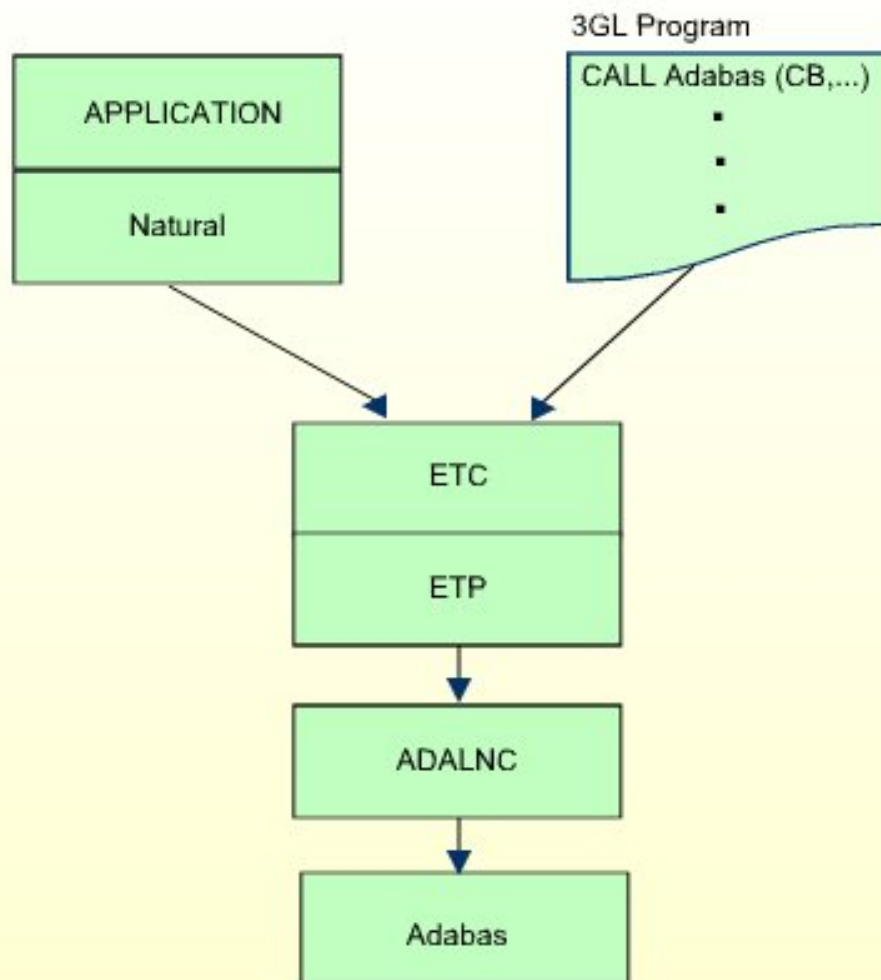 3GL Program
APPLICATION
Natural
CALL Adabas (CB,...)
ETC
ETP
ADALNC
Adabas